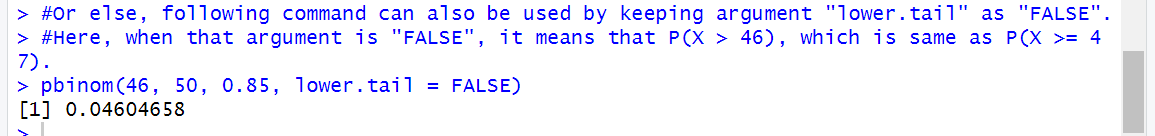 > #Or else, following command can also be used by keeping argument "lower.tail" as "FALSE".
> #Here, when that argument is "FALSE", it means that P(X > 46), which is same as P(X >= 4
7).
> pbinom(46, 50, 0.85, lower.tail = FALSE)
[1] 0.04604658
>